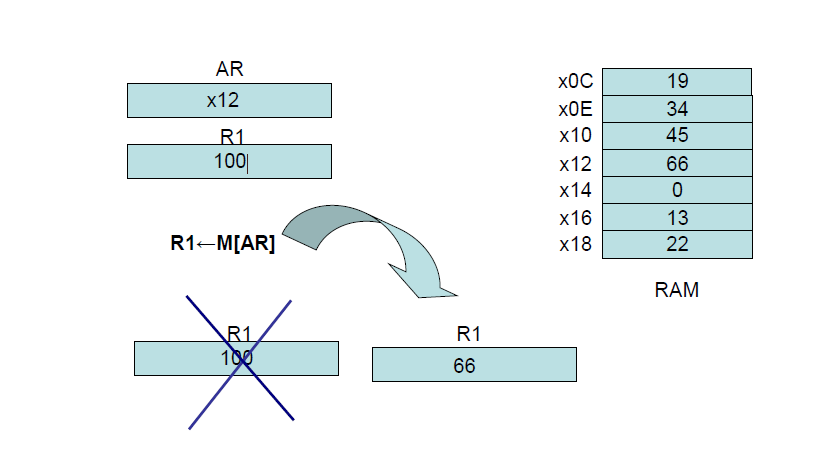 AR
x12
R1
100
R1←M[AR]
R1
100
R1
66
x0C 19
x0E 34
x10 45
x12 66
x14 0
x16 13
x18 22
RAM